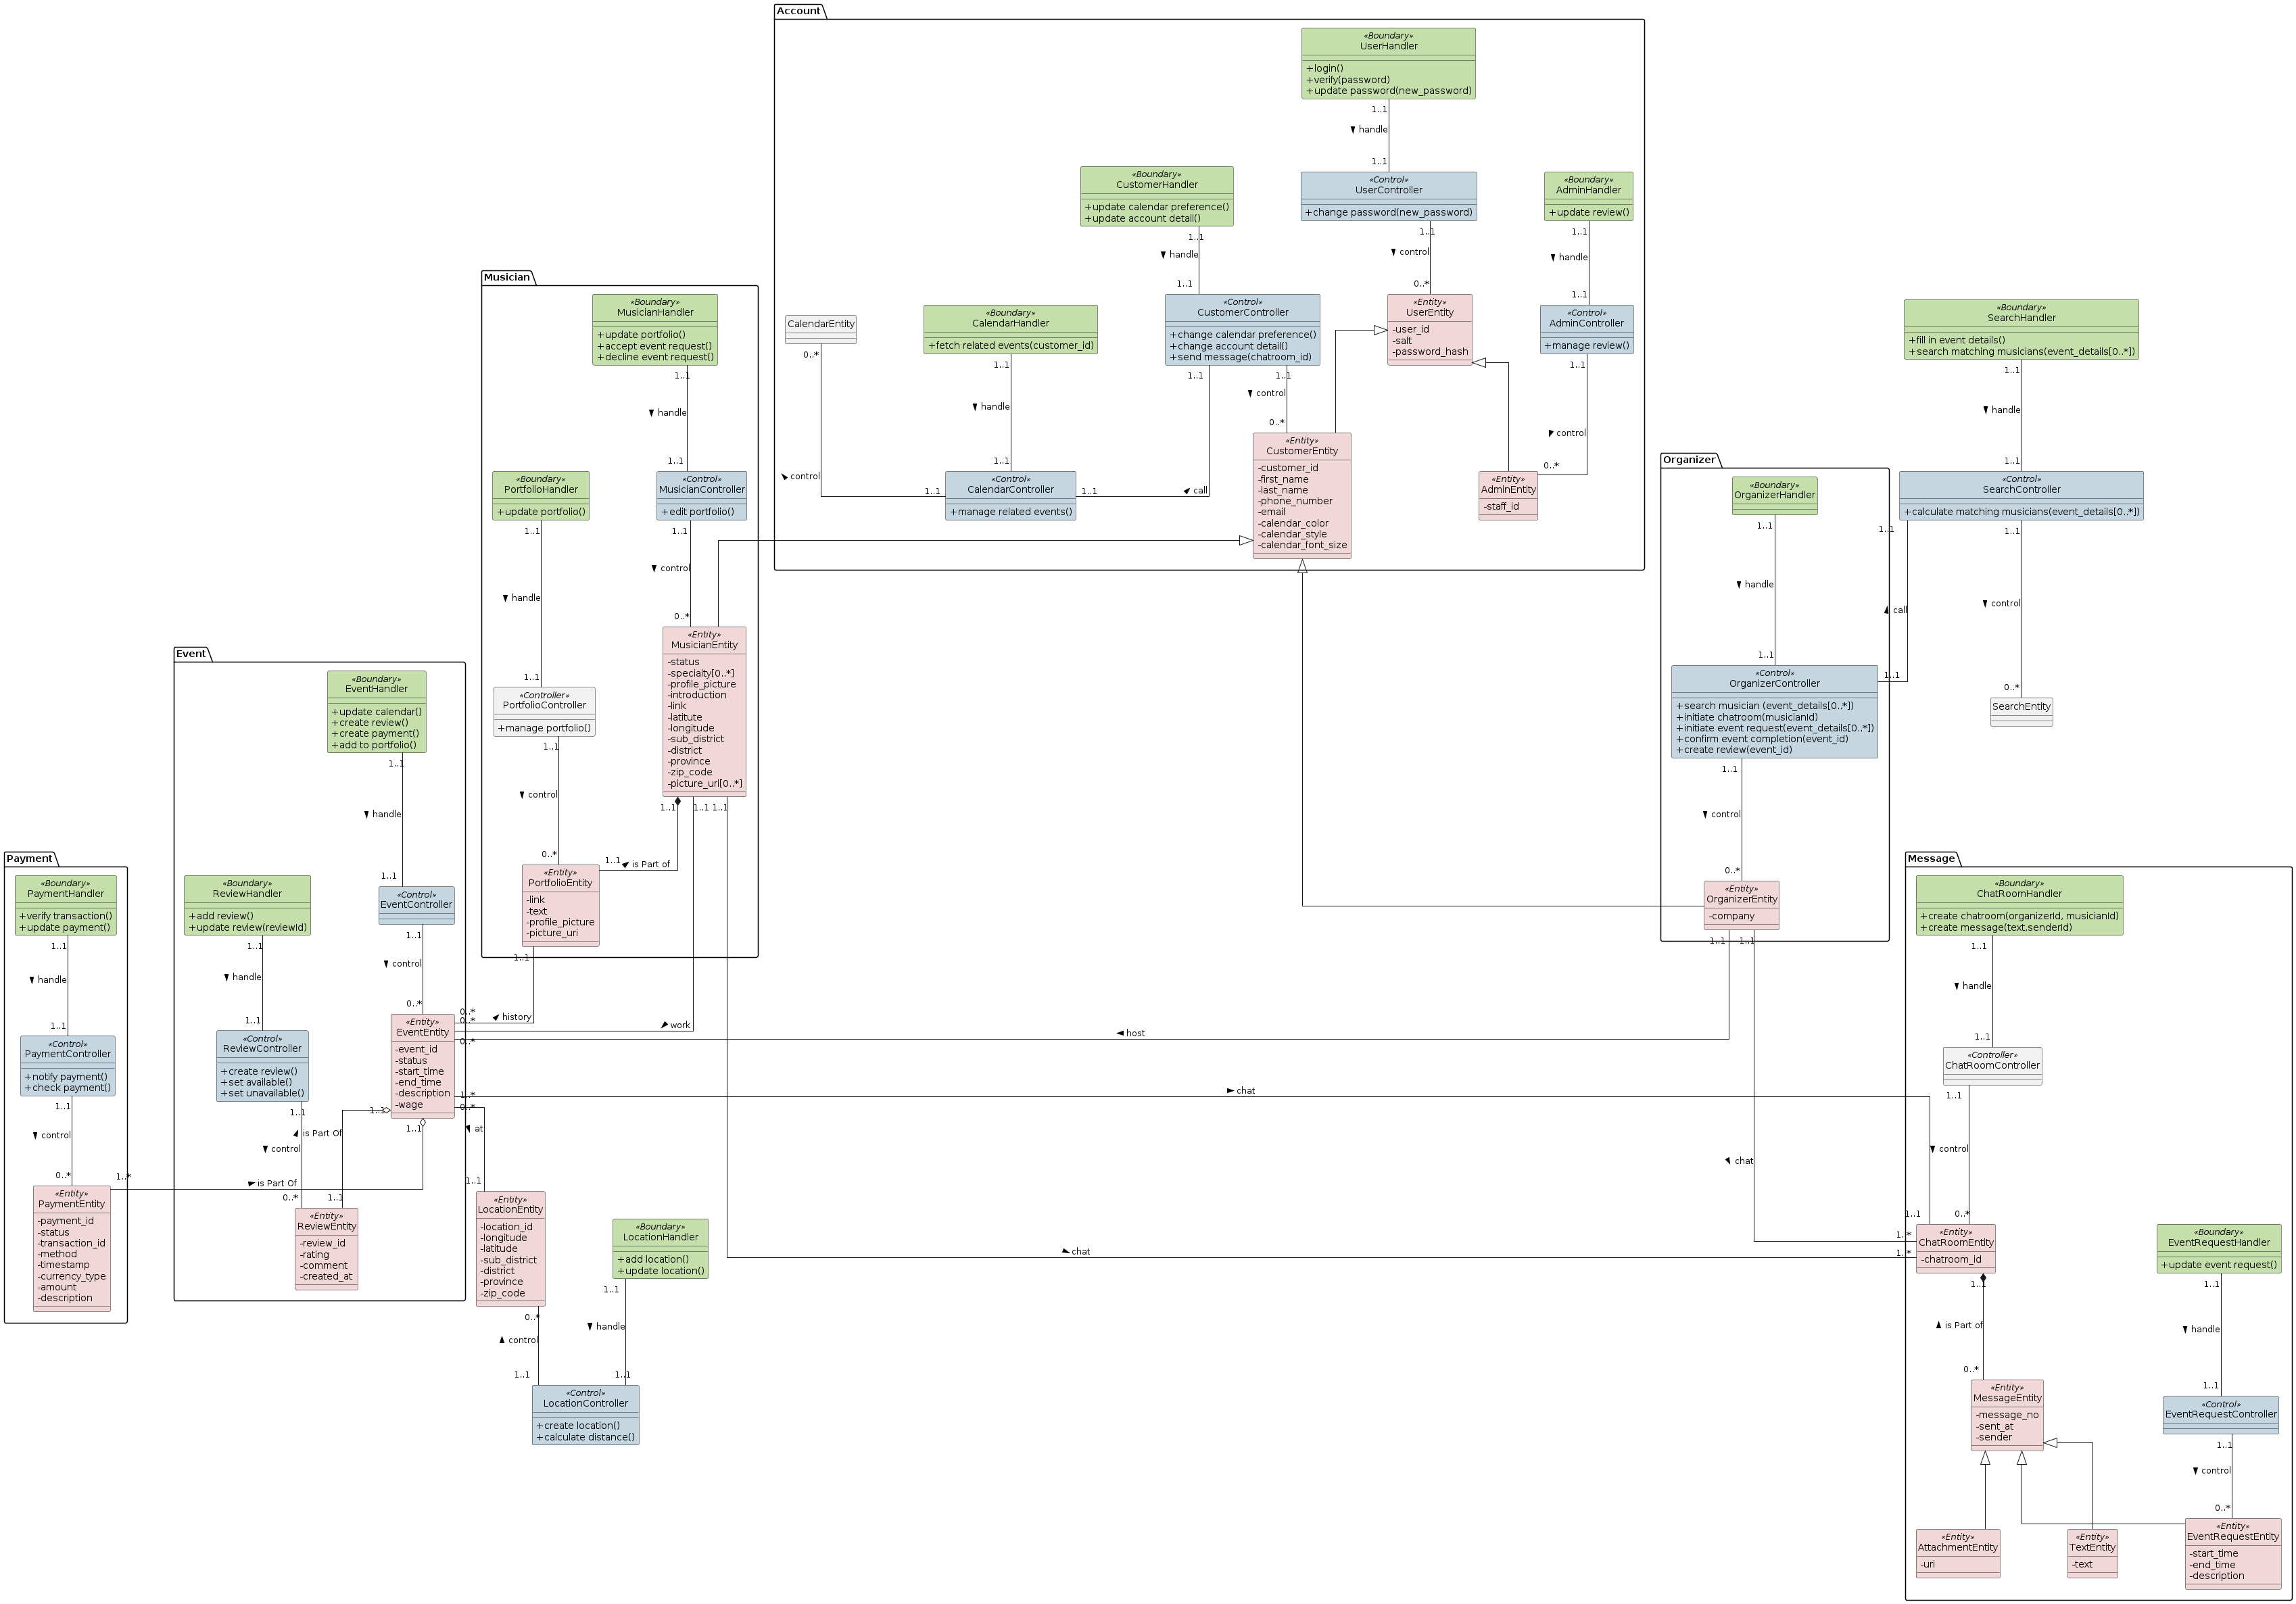 Account
«Boundary»
UserHandler
+login()
+verify(password)
+update password(new_password)
1..1
handle
1..1
«Control»
UserController
+change password(new_password)
1..1
control
0..*
«Entity»
UserEntity
-user_id
-salt
-password_hash
«Boundary»
AdminHandler
+update review()
1..1
handle
1..1
«Control»
AdminController
+manage review()
1..1
control
0..*
«Entity»
AdminEntity
-staff_id
«Boundary»
CustomerHandler
+update calendar preference()
+update account detail()
1..1
handle
1..1
«Control»
CustomerController
+change calendar preference()
+change account detail()
+send message(chatroom_id)
1..1
1..1
control
0..*
«Entity»
CustomerEntity
-customer_id
-first_name
-last_name
-phone_number
-email
-calendar_color
-calendar_style
-calendar_font_size
CalendarEntity
0..*
control
1..1
«Boundary»
CalendarHandler
+fetch related events(customer_id)
1..1
handle
1..1
«Control»
CalendarController
+manage related events()
1..1
call
Musician
«Boundary»
MusicianHandler
+update portfolio()
+accept event request()
+decline event request()
1..1
handle
1..1
«Control»
MusicianController
+edit portfolio()
1..1
control
0..*
«Entity»
MusicianEntity
-status
-specialty[0..*]
-profile_picture
-introduction
-link
-latitute
-longitude
-sub_district
-district
-province
-zip_code
-picture_uri[0..*]
1..1
1..1
1..1
«Boundary»
PortfolioHandler
+update portfolio()
1..1
handle
1..1
«Controller»
PortfolioController
+manage portfolio()
1..1
control
0..*
1..1
is Part of
«Entity»
PortfolioEntity
-link
-text
-profile_picture
-picture_uri
1..1
history
work
Organizer
«Boundary»
OrganizerHandler
1..1
handle
1..1
«Control»
OrganizerController
+search musician (event_details[0..*])
+initiate chatroom(musicianId)
+initiate event request(event_details[0..*])
+confirm event completion(event_id)
+create review(event_id)
1..1
control
0..*
«Entity»
OrganizerEntity
-company
1..1
1..1
host
chat
«Boundary»
SearchHandler
+fill in event details()
+search matching musicians(event_details[0..*])
1..1
handle
1..1
«Control»
SearchController
+calculate matching musicians(event_details[0..*])
1..1
call
1..1
1..1
control
0..*
SearchEntity
Event
«Boundary»
EventHandler
+update calendar()
+create review()
+create payment()
+add to portfolio()
1..1
handle
1..1
«Control»
EventController
1..1
control
0..*
«Entity»
EventEntity
-event_id
-status
-start_time
-end_time
-description
-wage
0..*
0..*
0..*
1..*
0..*
1..1
1..1
«Boundary»
ReviewHandler
+add review()
+update review(reviewId)
1..1
handle
1..1
«Control»
ReviewController
+create review()
+set available()
+set unavailable()
1..1
is Part Of
control
0..*
1..1
«Entity»
ReviewEntity
-review_id
-rating
-comment
-created_at
Payment
«Boundary»
PaymentHandler
+verify transaction()
+update payment()
1..1
handle
1..1
«Control»
PaymentController
+notify payment()
+check payment()
1..1
control
0..*
1..*
is Part Of
«Entity»
PaymentEntity
-payment_id
-status
-transaction_id
-method
-timestamp
-currency_type
-amount
-description
at
1..1
«Entity»
LocationEntity
-location_id
-longitude
-latitude
-sub_district
-district
-province
-zip_code
0..*
control
1..1
«Boundary»
LocationHandler
+add location()
+update location()
1..1
handle
1..1
«Control»
LocationController
+create location()
+calculate distance()
chat
chat
Message
«Boundary»
ChatRoomHandler
+create chatroom(organizerId, musicianId)
+create message(text,senderId)
1..1
handle
1..1
«Controller»
ChatRoomController
1..1
control
0..*
1..1
1..*
1..*
«Entity»
ChatRoomEntity
-chatroom_id
1..1
is Part of
0..*
«Entity»
MessageEntity
-message_no
-sent_at
-sender
«Boundary»
EventRequestHandler
+update event request()
1..1
handle
1..1
«Control»
EventRequestController
1..1
control
0..*
«Entity»
AttachmentEntity
-uri
«Entity»
TextEntity
-text
«Entity»
EventRequestEntity
-start_time
-end_time
-description